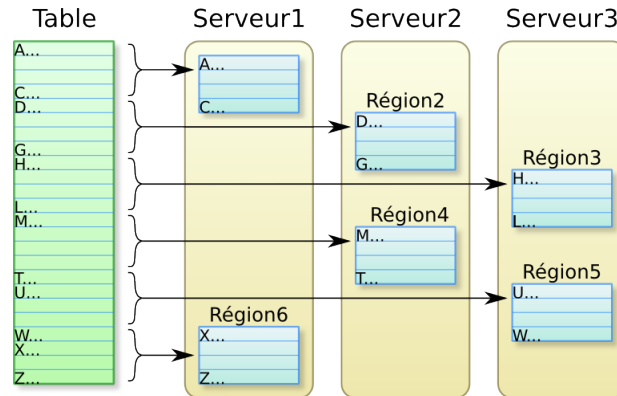 Table
Serveur1
Serveur2
Serveur3
A...
C...
D...
G...
H...
L...
M...
T...
U...
W...
X...
Z...
A...
C...
Région6
X...
Z...
Région2
D...
G...
Région4
M...
T...
Région3
H...
L...
Région5
U...
W...